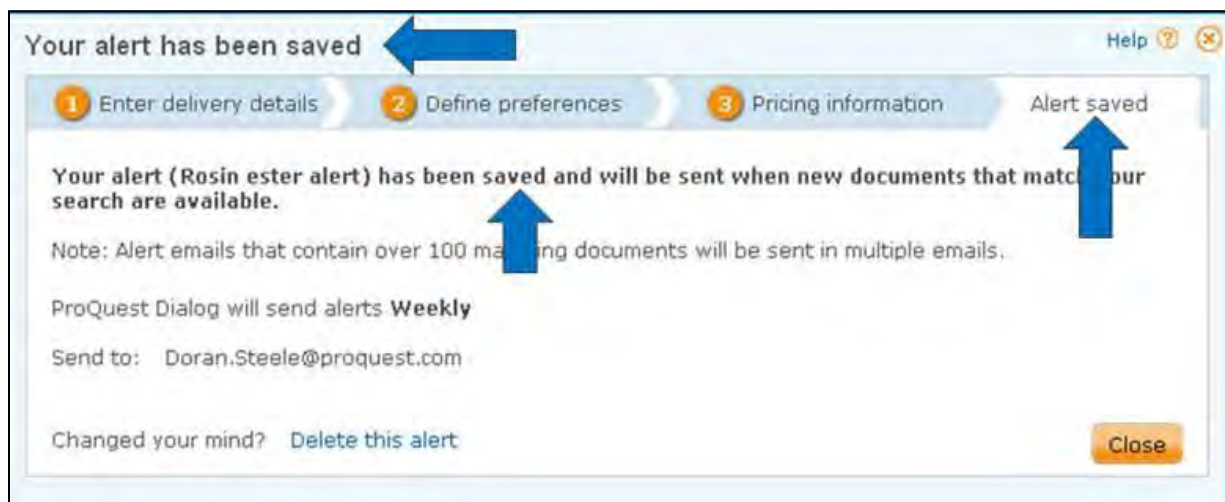 Your alert has been saved
Help ?
1 Enter delivery details 2 Define preferences 3 Pricing information Alert saved
Your alert (Rosin ester alert) has been saved and will be sent when new documents that match your
search are available.
Note: Alert emails that contain over 100 matching documents will be sent in multiple emails.
ProQuest Dialog will send alerts Weekly
Send to: Doran.Steele@proquest.com
Changed your mind? Delete this alert
Close